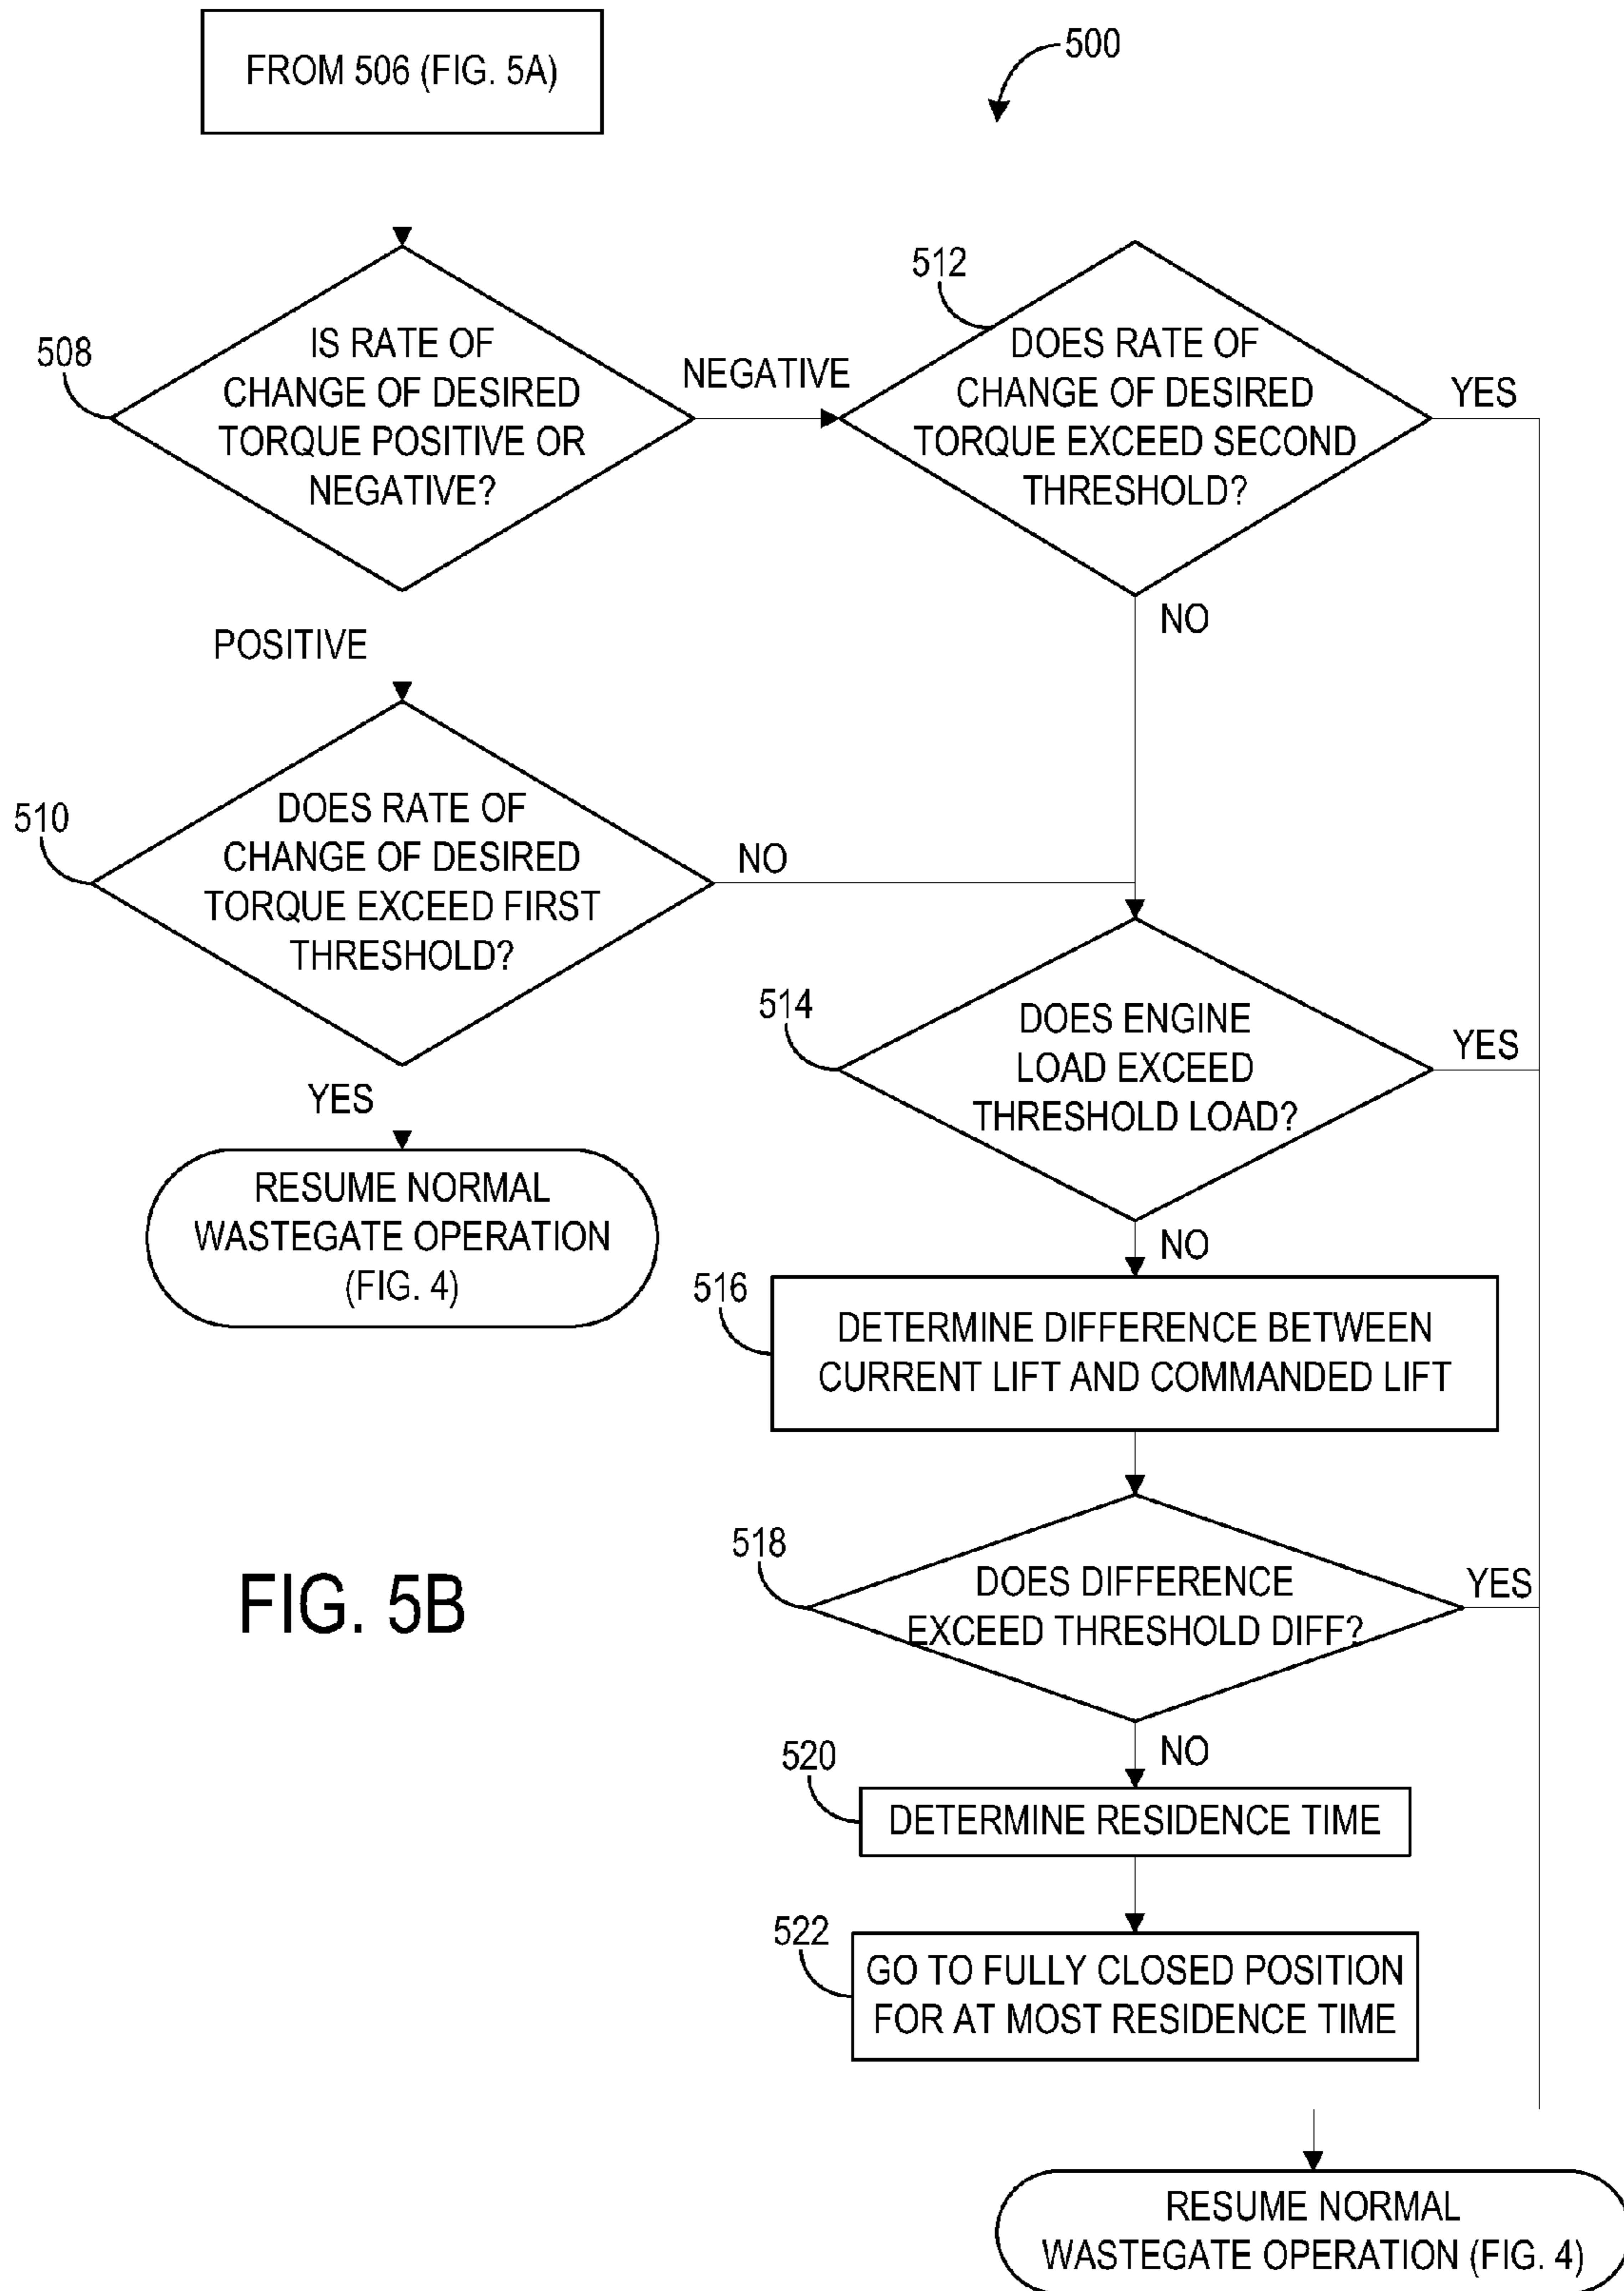 FROM 506 (FIG. 5A)
500
508
IS RATE OF
CHANGE OF DESIRED
TORQUE POSITIVE OR
NEGATIVE?
NEGATIVE
512
DOES RATE OF
CHANGE OF DESIRED
TORQUE EXCEED SECOND
THRESHOLD?
YES
NO
POSITIVE
510
DOES RATE OF
CHANGE OF DESIRED
TORQUE EXCEED FIRST
THRESHOLD?
NO
YES
RESUME NORMAL
WASTEGATE OPERATION
(FIG. 4)
514
DOES ENGINE
LOAD EXCEED
THRESHOLD LOAD?
YES
NO
516
DETERMINE DIFFERENCE BETWEEN
CURRENT LIFT AND COMMANDED LIFT
518
DOES DIFFERENCE
EXCEED THRESHOLD DIFF?
YES
NO
FIG. 5B
520
DETERMINE RESIDENCE TIME
522
GO TO FULLY CLOSED POSITION
FOR AT MOST RESIDENCE TIME
RESUME NORMAL
WASTEGATE OPERATION (FIG. 4)